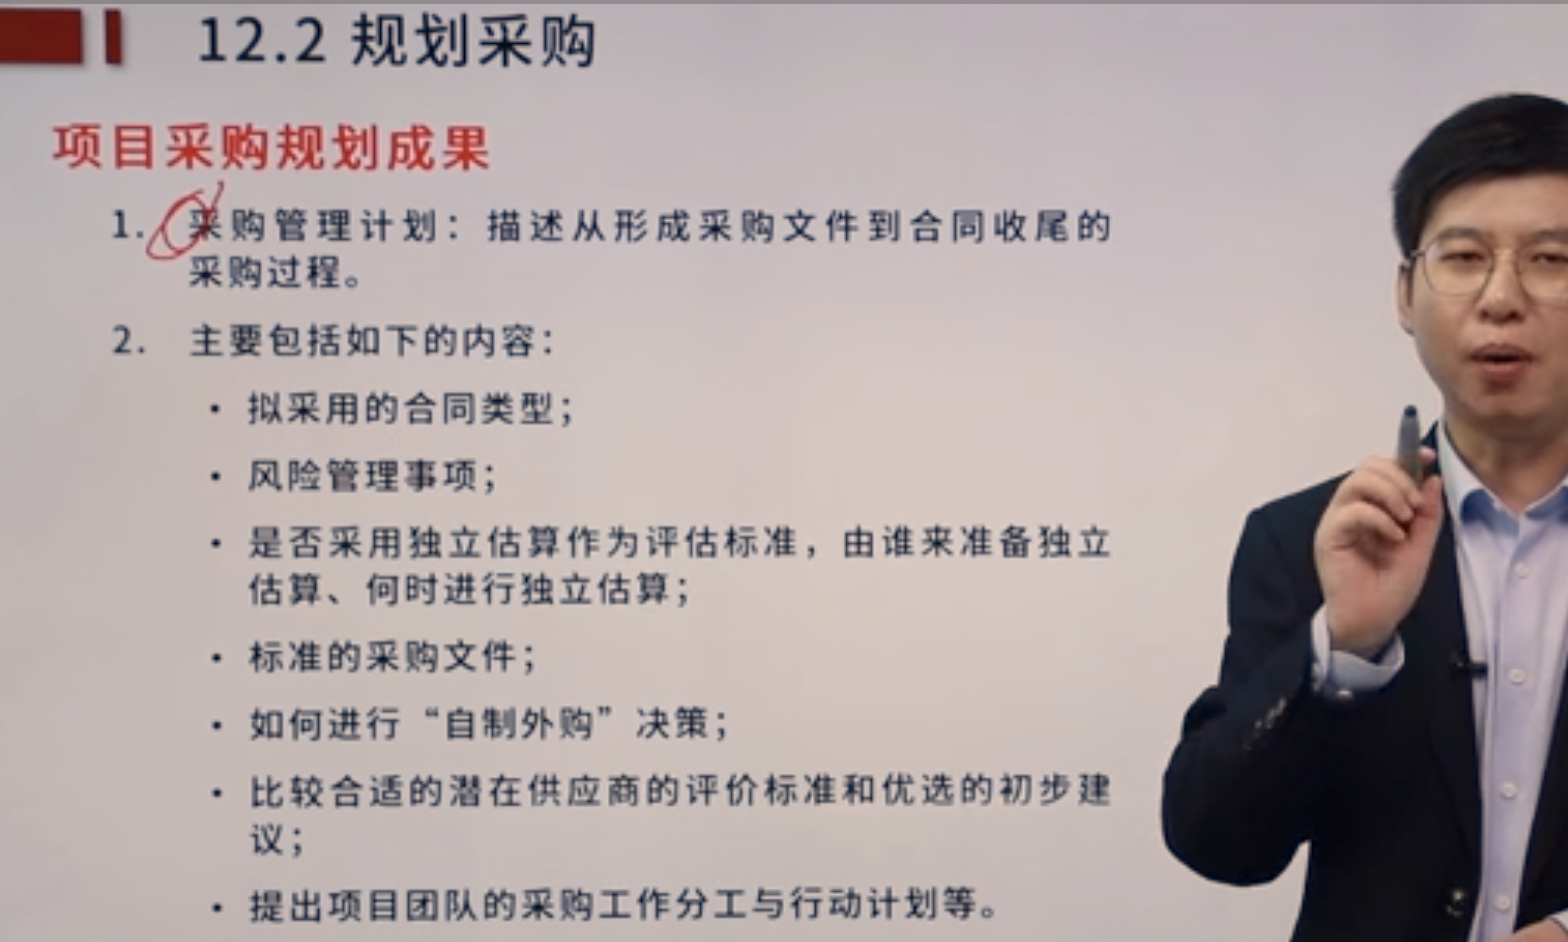 12.2 规划采购
项目采购规划成果
1. 采购管理计划：描述从形成采购文件到合同收尾的
采购过程。
2. 主要包括如下的内容：
• 拟采用的合同类型；
• 风险管理事项；
• 是否采用独立估算作为评估标准，由谁来准备独立
估算、何时进行独立估算；
• 标准的采购文件；
• 如何进行“自制外购”决策；
• 比较合适的潜在供应商的评价标准和优选的初步建
议；
• 提出项目团队的采购工作分工与行动计划等。